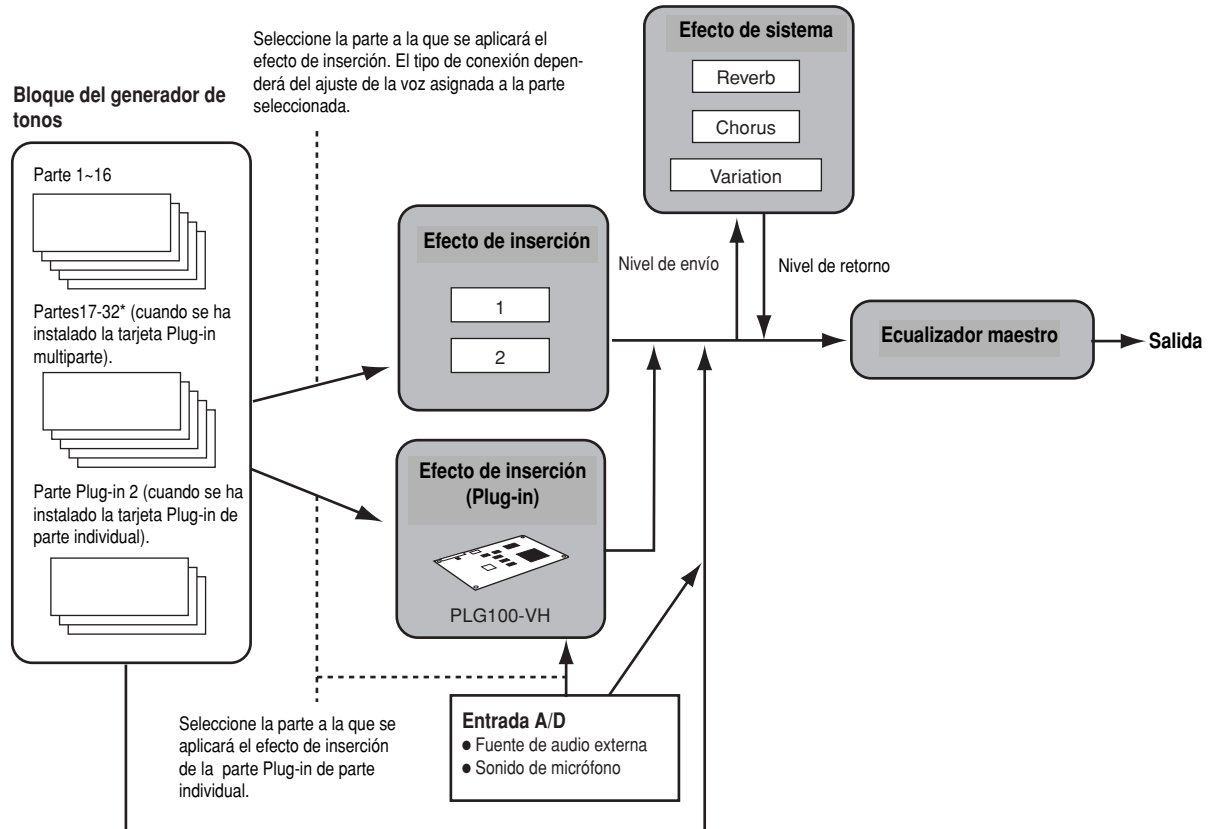 Seleccione la parte a la que se aplicará el
efecto de inserción. El tipo de conexión depen-
derá del ajuste de la voz asignada a la parte
seleccionada.
Bloque del generador de
tonos
Parte 1~16
Partes17-32* (cuando se ha
instalado la tarjeta Plug-in
multiparte).
Parte Plug-in 2 (cuando se ha
instalado la tarjeta Plug-in de
parte individual).
Efecto de inserción
1
2
Efecto de inserción
(Plug-in)
PLG100-VH
Efecto de sistema
Reverb
Chorus
Variation
Nivel de envío
Nivel de retorno
Ecualizador maestro
Salida
Seleccione la parte a la que se
aplicará el efecto de inserción
de la parte Plug-in de parte
individual.
Entrada A/D
● Fuente de audio externa
● Sonido de micrófono